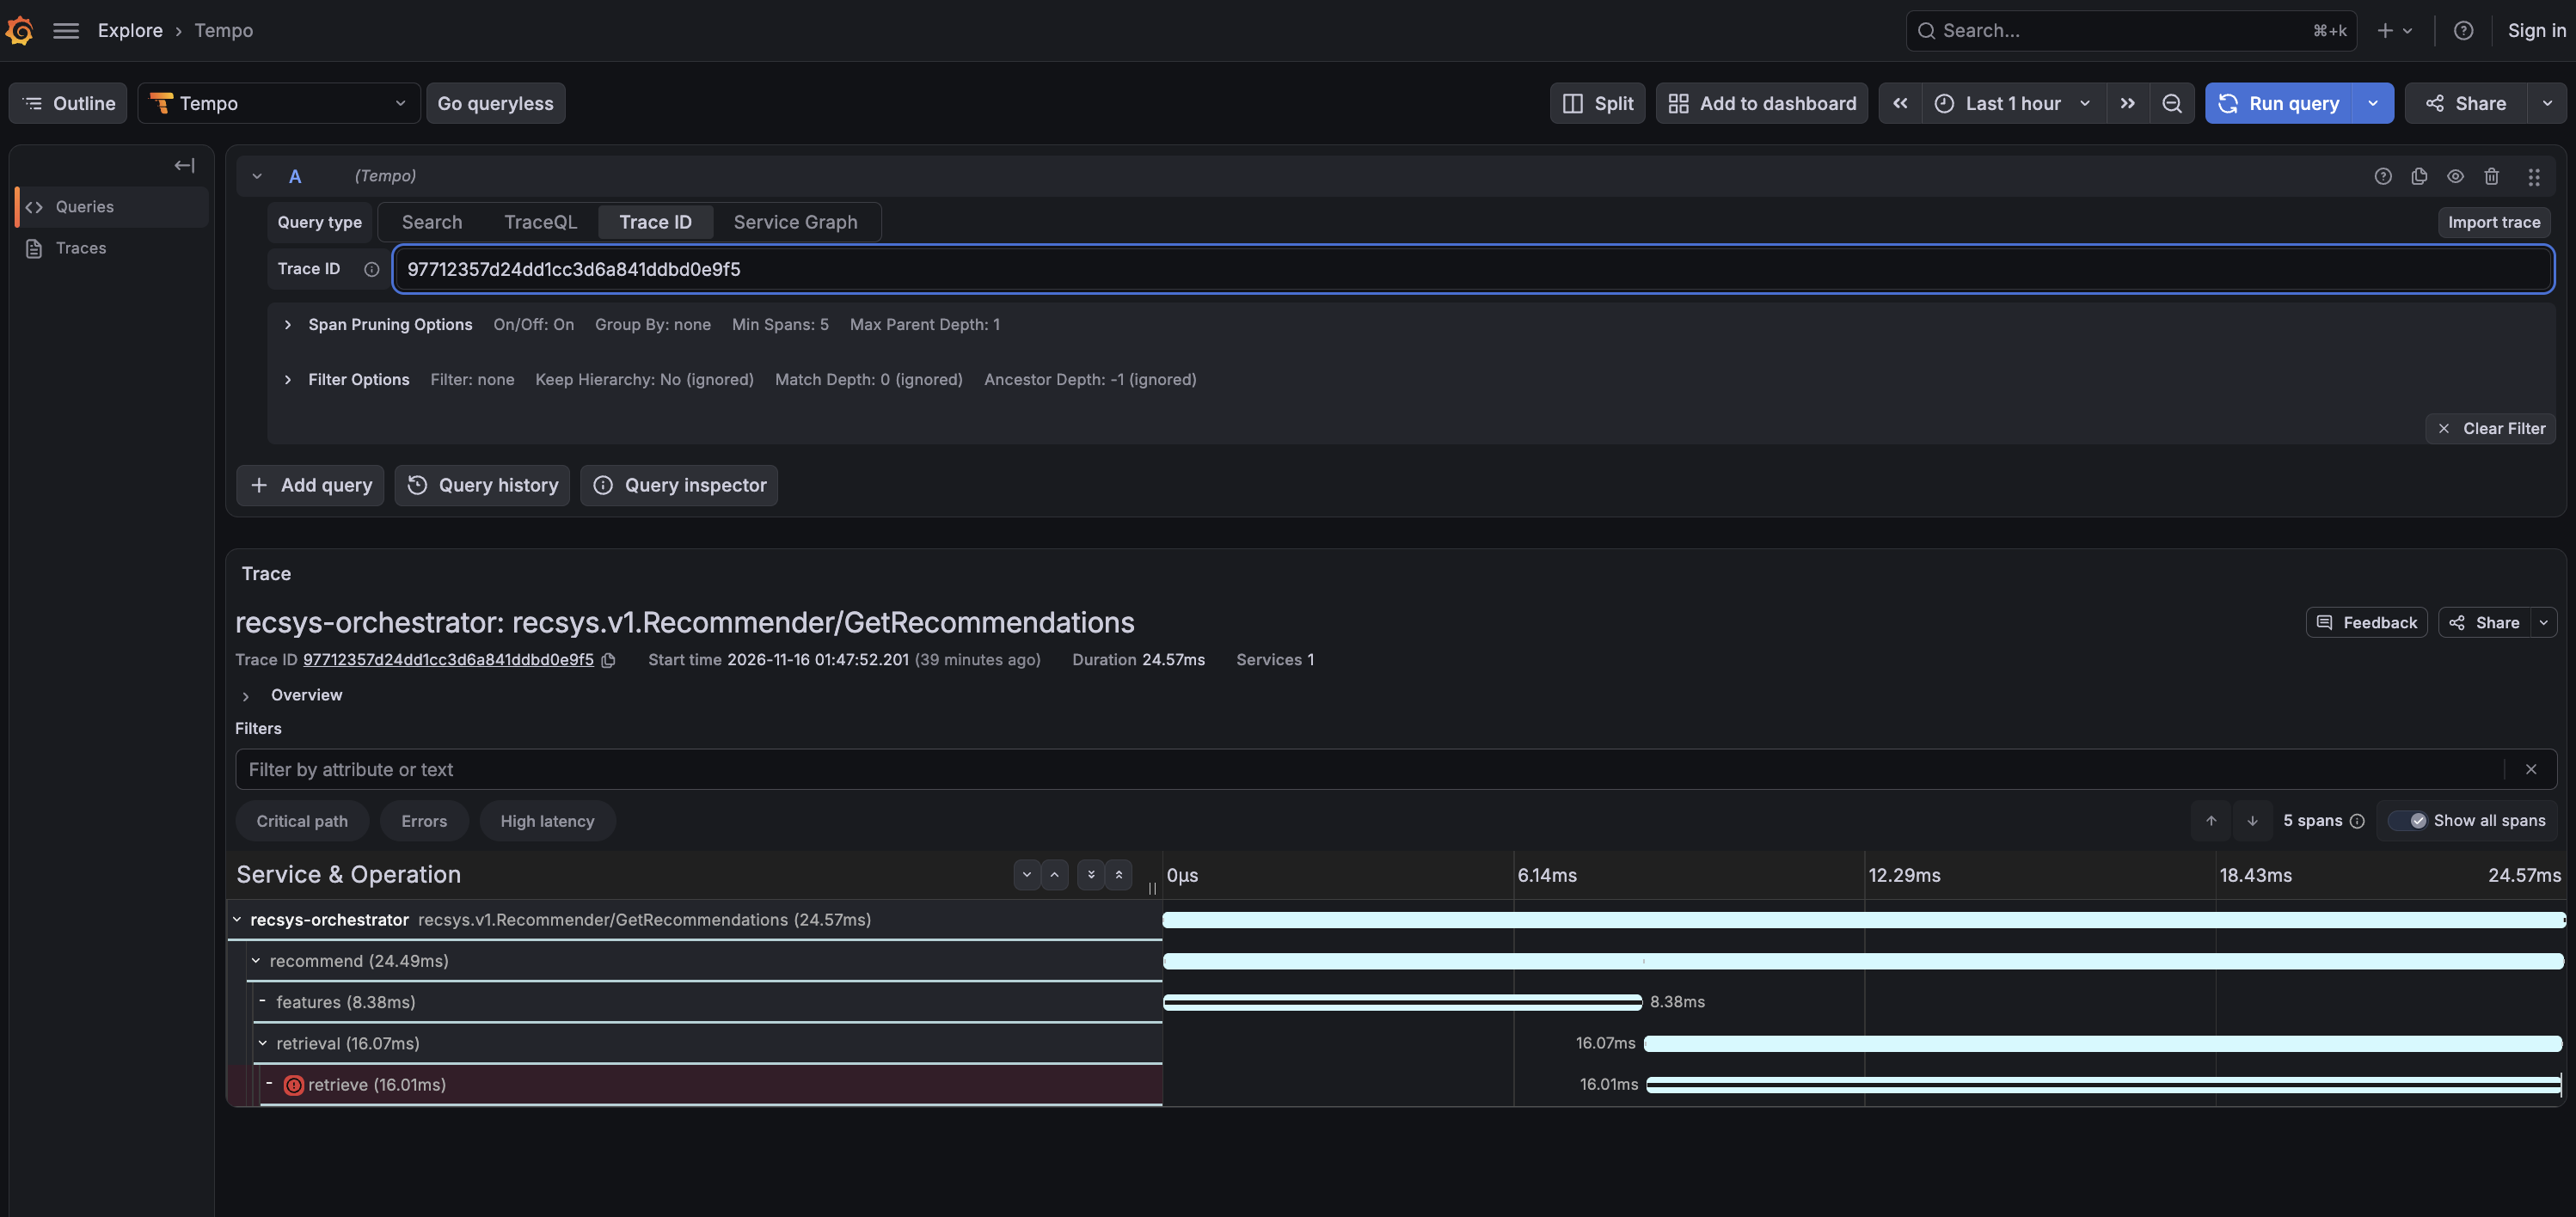 Explore › Tempo
Search... ⌘+k
Sign in
Outline
Tempo
Go queryless
Split
Add to dashboard
Last 1 hour
Run query
Share
Queries
Traces
A (Tempo)
Query type Search TraceQL Trace ID Service Graph
Import trace
Trace ID 97712357d24dd1cc3d6a841ddbd0e9f5
Span Pruning Options On/Off: On Group By: none Min Spans: 5 Max Parent Depth: 1
Filter Options Filter: none Keep Hierarchy: No (ignored) Match Depth: 0 (ignored) Ancestor Depth: -1 (ignored)
Clear Filter
Add query
Query history
Query inspector
Trace
recsys-orchestrator: recsys.v1.Recommender/GetRecommendations
Feedback
Share
Trace ID 97712357d24dd1cc3d6a841ddbd0e9f5 Start time 2026-11-16 01:47:52.201 (39 minutes ago) Duration 24.57ms Services 1
Overview
Filters
Filter by attribute or text
Critical path
Errors
High latency
5 spans
Show all spans
Service & Operation
0μs 6.14ms 12.29ms 18.43ms 24.57ms
recsys-orchestrator recsys.v1.Recommender/GetRecommendations (24.57ms)
recommend (24.49ms)
features (8.38ms) 8.38ms
retrieval (16.07ms) 16.07ms
retrieve (16.01ms) 16.01ms